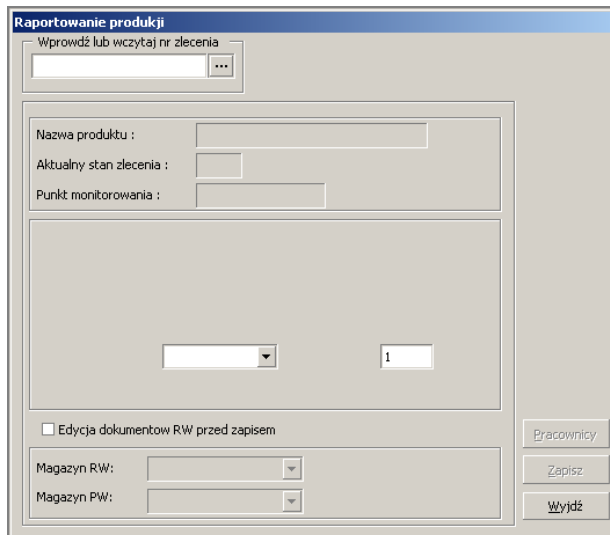 Raportowanie produkji
Wprowdź lub wczytaj nr zlecenia
...
Nazwa produktu :
Aktualny stan zlecenia :
Punkt monitorowania :
1
Edycja dokumentow RW przed zapisem
Pracownicy
Magazyn RW:
Zapisz
Magazyn PW:
Wyjdź